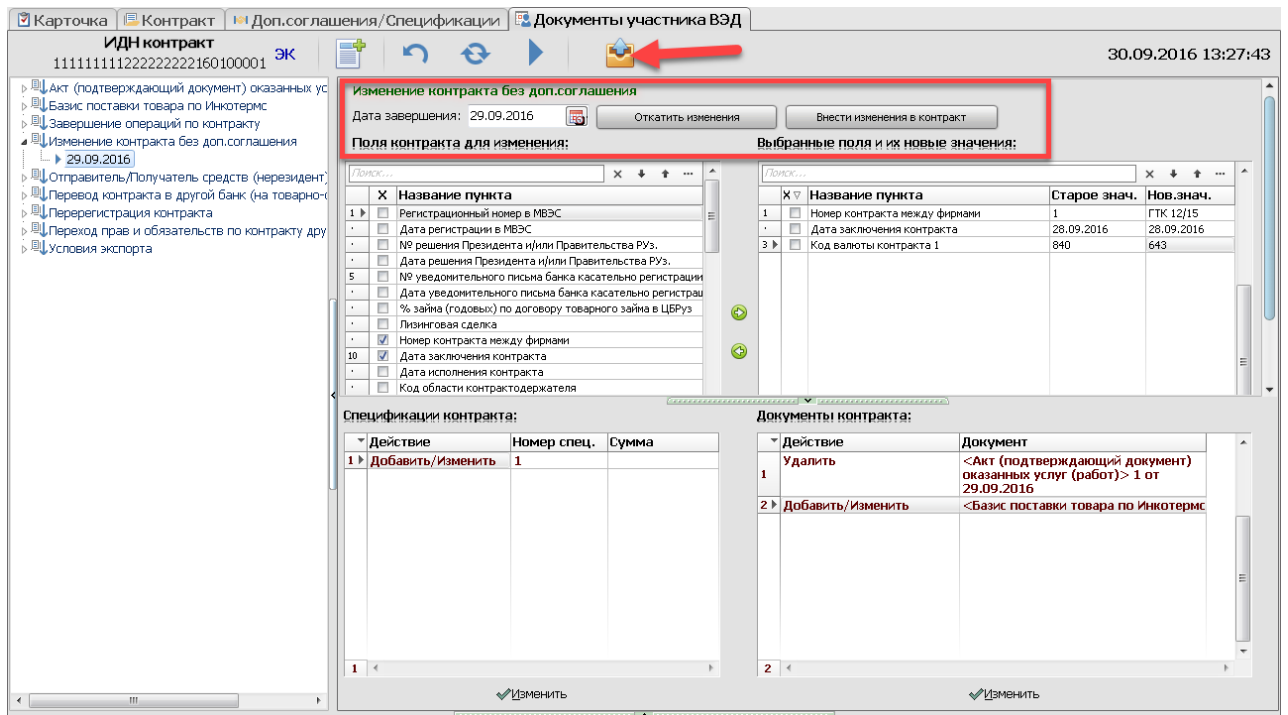 Карточка Контракт Доп.соглашения/Спецификации Документы участника ВЭД
ИДН контракт
11111111122222222160100001 ЭК
30.09.2016 13:27:43
Акт (подтверждающий документ) оказанных ус
Базис поставки товара по Инкотермс
Завершение операций по контракту
Изменение контракта без доп.соглашения
29.09.2016
Отправитель/Получатель средств (нерезидент)
Перевод контракта в другой банк (на товарно-
Перерегистрация контракта
Переход прав и обязательств по контракту дру
Условия экспорта
Изменение контракта без доп.соглашения
Дата завершения: 29.09.2016 Откатить изменения Внести изменения в контракт
Поля контракта для изменения: Выбранные поля и их новые значения:
Поиск...
X Название пункта
1 Регистрационный номер в МВЭС
Дата регистрации в МВЭС
№ решения Президента и/или Правительства РУз.
Дата решения Президента и/или Правительства РУз.
5 № уведомительного письма банка касательно регистрации
Дата уведомительного письма банка касательно регистрац
% займа (годовых) по договору товарного займа в ЦБРуз
Лизинговая сделка
Номер контракта между фирмами
10 Дата заключения контракта
Дата исполнения контракта
Код области контрактодержателя
Поиск...
X Название пункта Старое знач. Нов.знач.
1 Номер контракта между фирмами 1 ГТК 12/15
2 Дата заключения контракта 28.09.2016 28.09.2016
3 Код валюты контракта 1 840 643
Спецификации контракта: Документы контракта:
Действие Номер спец. Сумма
1 Добавить/Изменить 1
1
Изменить
Действие Документ
1 Удалить <Акт (подтверждающий документ)
оказанных услуг (работ)> 1 от
29.09.2016
2 Добавить/Изменить <Базис поставки товара по Инкотермс
2
Изменить